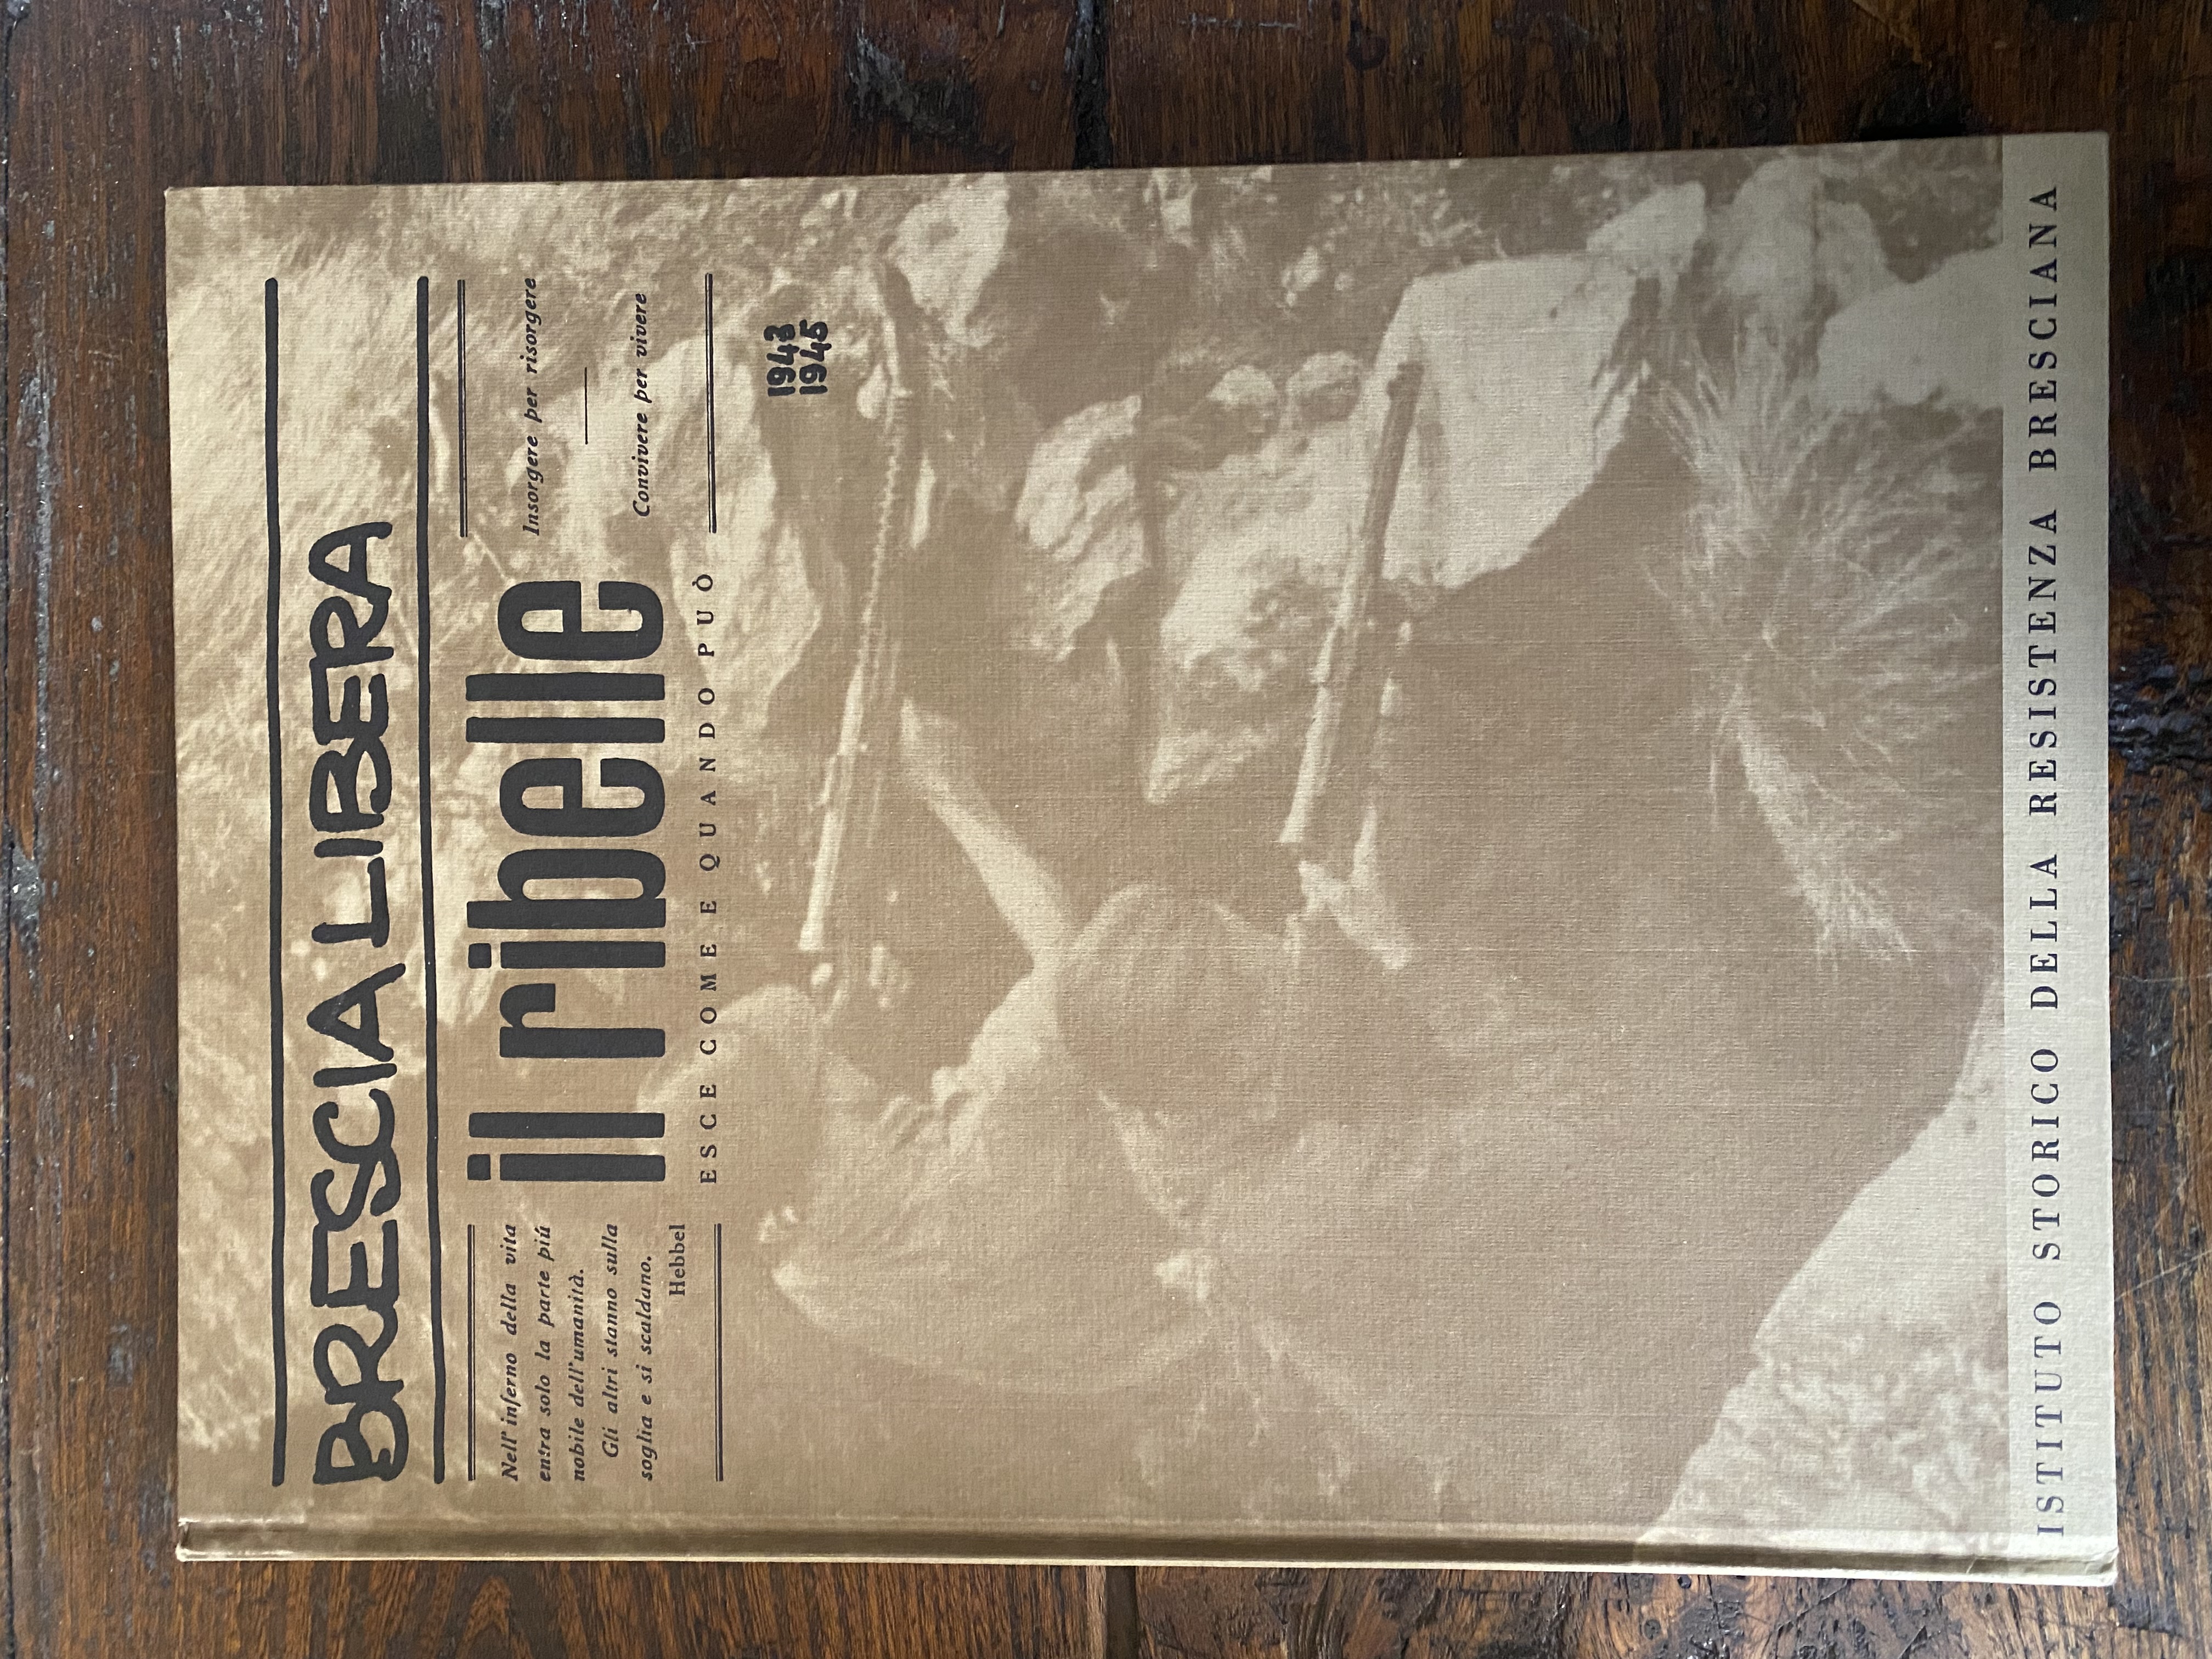 BRESCIA LIBERA
Nell'inferno della vita
entra solo la parte piú
nobile dell'umanità.
Gli altri stanno sulla
soglia e si scaldano.
Hebbel
il ribelle
ESCE COME E QUANDO PUÒ
Insorgere per risorgere
Convivere per vivere
1943
1945
ISTITUTO STORICO DELLA RESISTENZA BRESCIANA